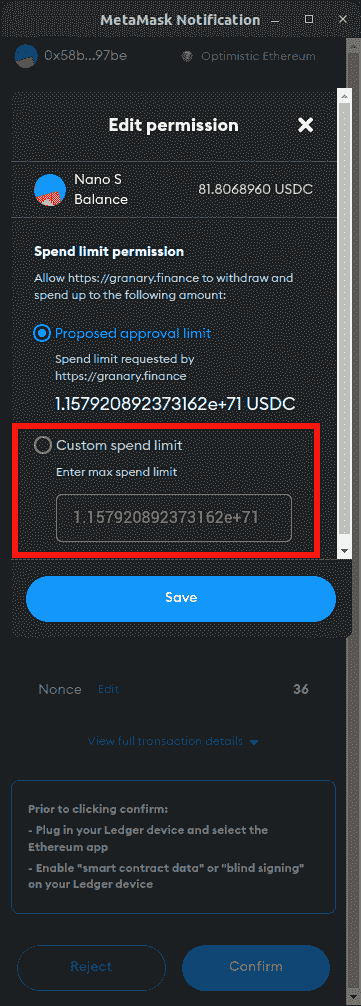 MetaMask Notification
0x58b...97be
Optimistic Ethereum
Edit permission
Nano S
Balance
81.8068960 USDC
Spend limit permission
Allow https://granary.finance to withdraw and
spend up to the following amount:
Proposed approval limit
Spend limit requested by
https://granary.finance
1.157920892373162e+71 USDC
Custom spend limit
Enter max spend limit
1.157920892373162e+71
Save
Nonce Edit 36
View full transaction details
Prior to clicking confirm:
- Plug in your Ledger device and select the
Ethereum app
- Enable "smart contract data" or "blind signing"
on your Ledger device
Reject
Confirm